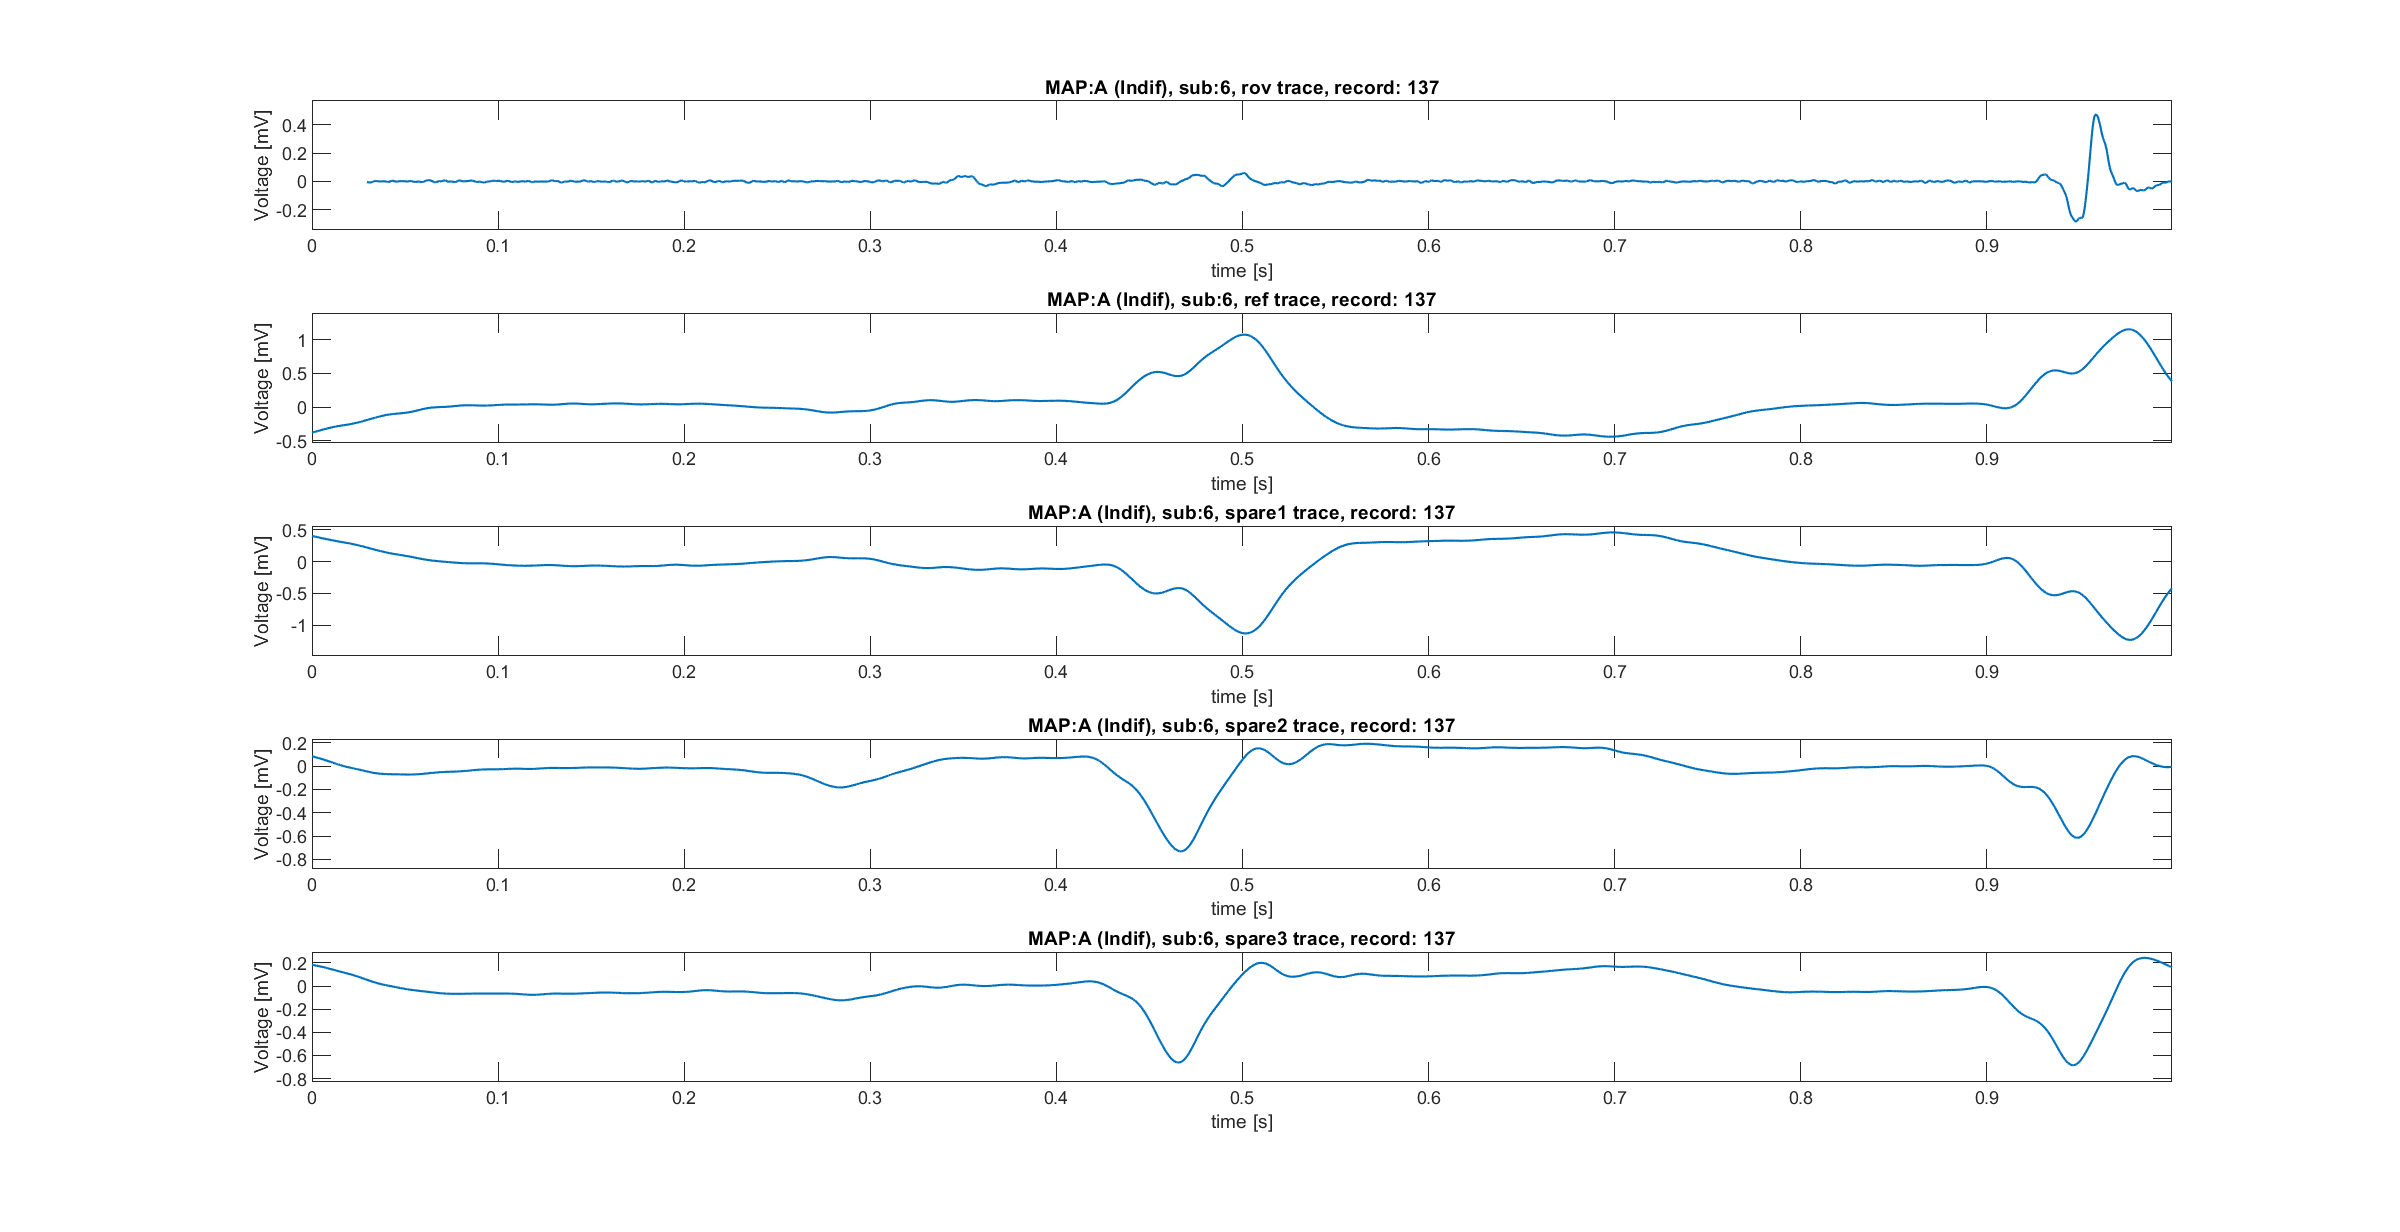 MAP:A (Indif), sub:6, rov trace, record: 137
Voltage [mV]
0.4
0.2
0
-0.2
0 0.1 0.2 0.3 0.4 0.5 0.6 0.7 0.8 0.9
time [s]
MAP:A (Indif), sub:6, ref trace, record: 137
Voltage [mV]
1
0.5
0
-0.5
0 0.1 0.2 0.3 0.4 0.5 0.6 0.7 0.8 0.9
time [s]
MAP:A (Indif), sub:6, spare1 trace, record: 137
Voltage [mV]
0.5
0
-0.5
-1
0 0.1 0.2 0.3 0.4 0.5 0.6 0.7 0.8 0.9
time [s]
MAP:A (Indif), sub:6, spare2 trace, record: 137
Voltage [mV]
0.2
0
-0.2
-0.4
-0.6
-0.8
0 0.1 0.2 0.3 0.4 0.5 0.6 0.7 0.8 0.9
time [s]
MAP:A (Indif), sub:6, spare3 trace, record: 137
Voltage [mV]
0.2
0
-0.2
-0.4
-0.6
-0.8
0 0.1 0.2 0.3 0.4 0.5 0.6 0.7 0.8 0.9
time [s]